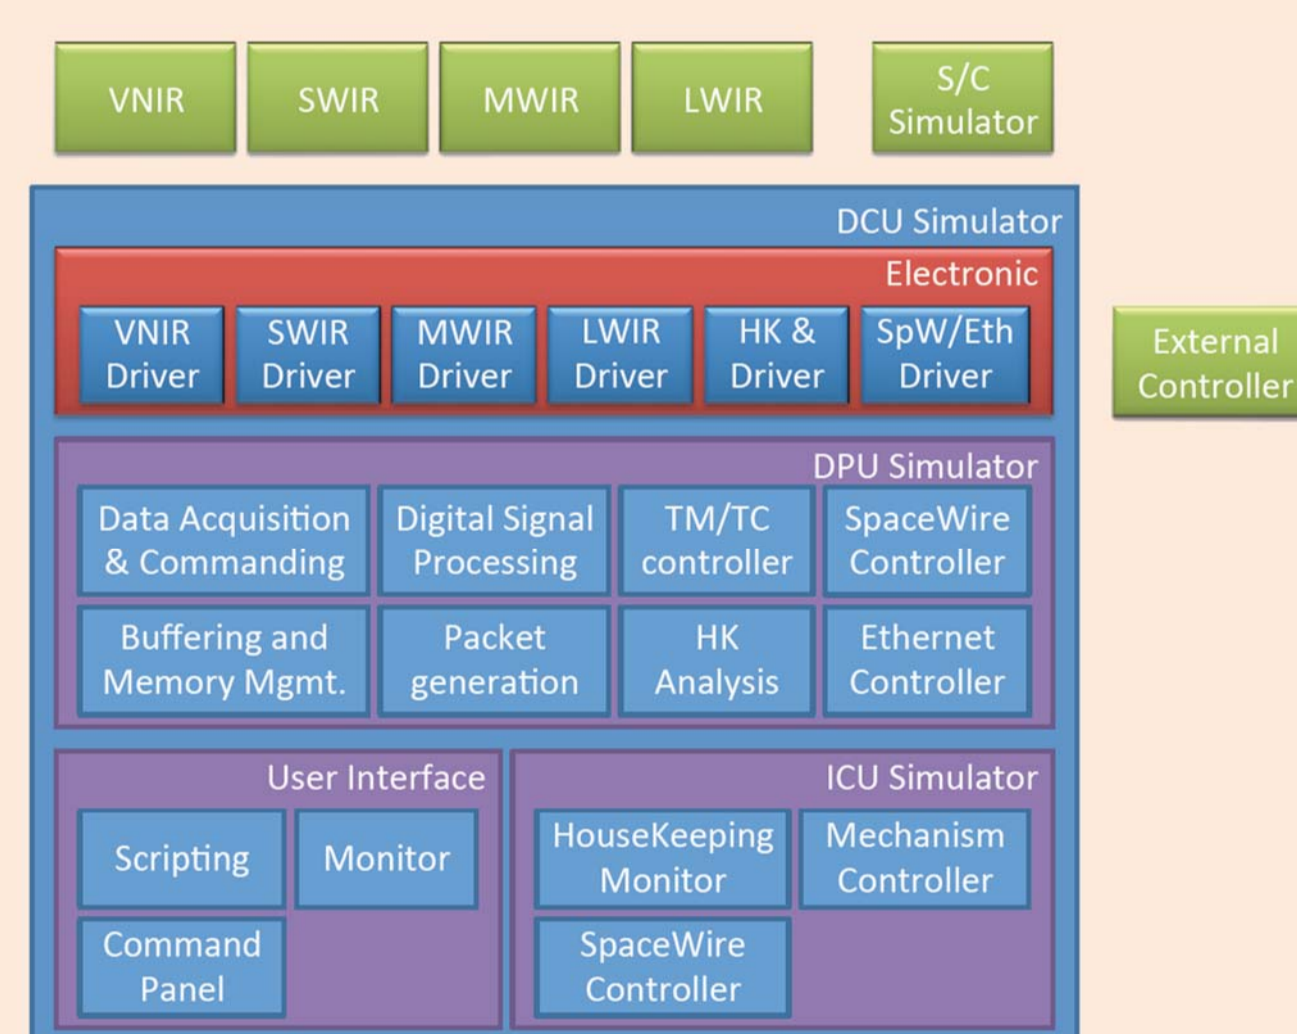 VNIR
SWIR
MWIR
LWIR
S/C
Simulator
DCU Simulator
Electronic
VNIR
Driver
SWIR
Driver
MWIR
Driver
LWIR
Driver
HK &
Driver
SpW/Eth
Driver
External
Controller
DPU Simulator
Data Acquisition
& Commanding
Digital Signal
Processing
TM/TC
controller
SpaceWire
Controller
Buffering and
Memory Mgmt.
Packet
generation
HK
Analysis
Ethernet
Controller
User Interface
Scripting
Monitor
Command
Panel
ICU Simulator
HouseKeeping
Monitor
Mechanism
Controller
SpaceWire
Controller